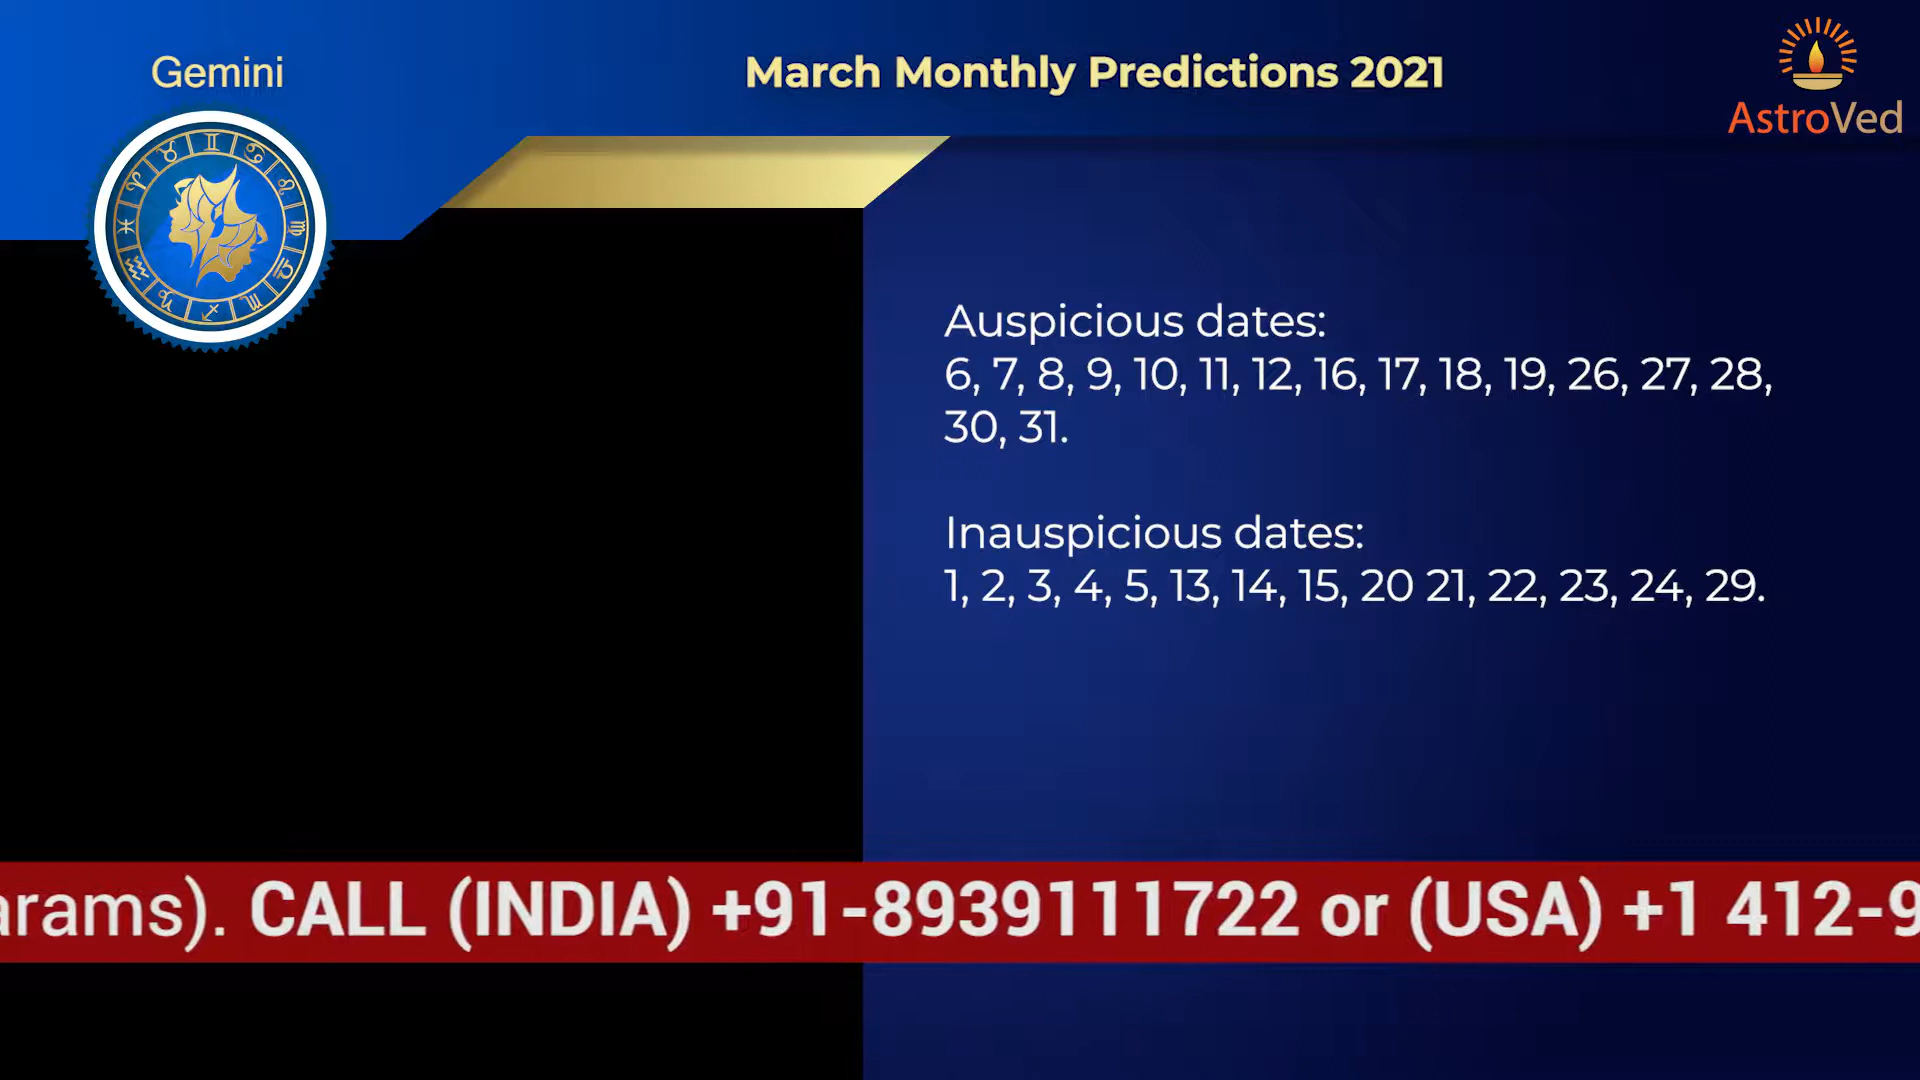 Gemini
March Monthly Predictions 2021
AstroVed
Auspicious dates:
6, 7, 8, 9, 10, 11, 12, 16, 17, 18, 19, 26, 27, 28,
30, 31.
Inauspicious dates:
1, 2, 3, 4, 5, 13, 14, 15, 20 21, 22, 23, 24, 29.
arams). CALL (INDIA) +91-8939111722 or (USA) +1 412-9